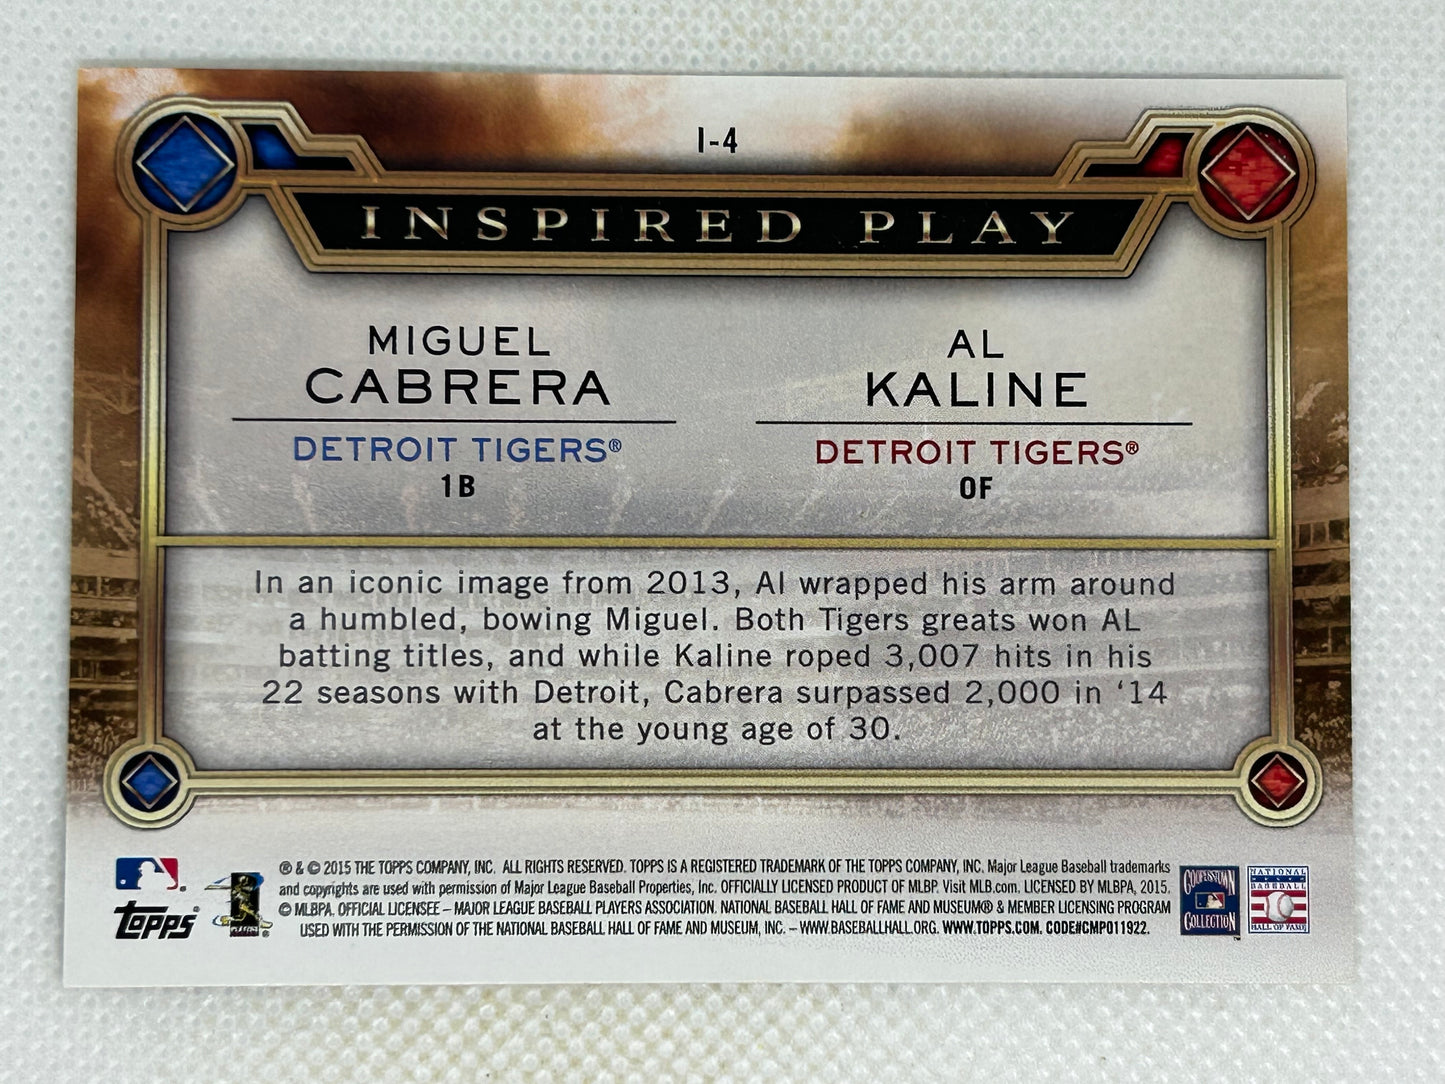 I-4
INSPIRED PLAY
MIGUEL
CABRERA
DETROIT TIGERS®
1B
AL
KALINE
DETROIT TIGERS®
OF
In an iconic image from 2013, Al wrapped his arm around
a humbled, bowing Miguel. Both Tigers greats won AL
batting titles, and while Kaline roped 3,007 hits in his
22 seasons with Detroit, Cabrera surpassed 2,000 in ‘14
at the young age of 30.
® & © 2015 THE TOPPS COMPANY, INC. ALL RIGHTS RESERVED. TOPPS IS A REGISTERED TRADEMARK OF THE TOPPS COMPANY, INC. Major League Baseball trademarks
and copyrights are used with permission of Major League Baseball Properties, Inc. OFFICIALLY LICENSED PRODUCT OF MLBP. Visit MLB.com. LICENSED BY MLBPA, 2015.
© MLBPA. OFFICIAL LICENSEE – MAJOR LEAGUE BASEBALL PLAYERS ASSOCIATION. NATIONAL BASEBALL HALL OF FAME AND MUSEUM® & MEMBER LICENSING PROGRAM
USED WITH THE PERMISSION OF THE NATIONAL BASEBALL HALL OF FAME AND MUSEUM, INC. – WWW.BASEBALLHALL.ORG. WWW.TOPPS.COM. CODE#CMP011922.
Topps®
PLAYERS
COOPERSTOWN
COLLECTION™
NATIONAL
BASEBALL
HALL OF FAME